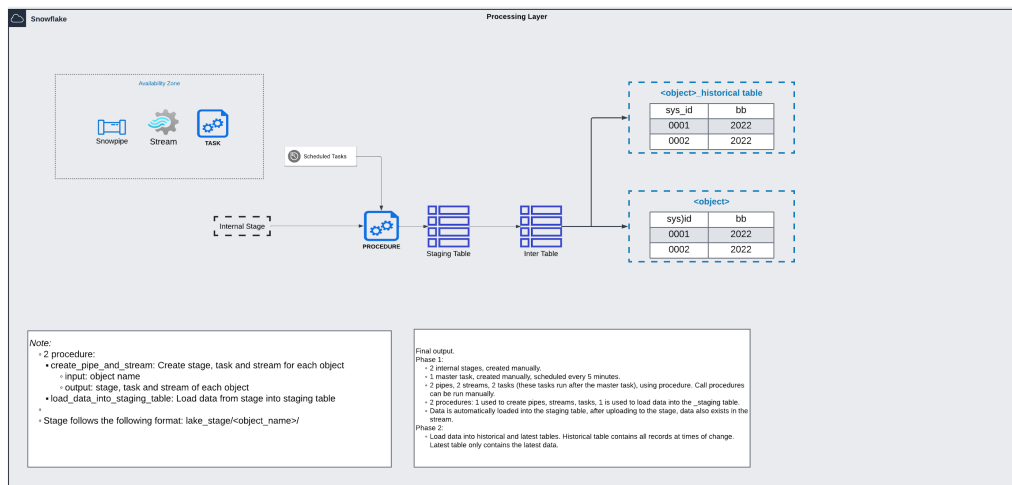 Processing Layer
Snowflake
Availability Zone
Snowpipe
Stream
TASK
Scheduled Tasks
Internal Stage
PROCEDURE
Staging Table
Inter Table
<object>_historical table
sys_id bb
0001 2022
0002 2022
<object>
sys)id bb
0001 2022
0002 2022
Note:
◦ 2 procedure:
▪ create_pipe_and_stream: Create stage, task and stream for each object
◦ input: object name
◦ output: stage, task and stream of each object
▪ load_data_into_staging_table: Load data from stage into staging table
◦
◦ Stage follows the following format: lake_stage/<object_name>/
Final output.
Phase 1:
◦ 2 internal stages, created manually.
◦ 1 master task, created manually, scheduled every 5 minutes.
◦ 2 pipes, 2 streams, 2 tasks (these tasks run after the master task), using procedure. Call procedures
can be run manually.
◦ 2 procedures: 1 used to create pipes, streams, tasks, 1 is used to load data into the _staging table.
◦ Data is automatically loaded into the staging table, after uploading to the stage, data also exists in the
stream.
Phase 2:
◦ Load data into historical and latest tables. Historical table contains all records at times of change.
Latest table only contains the latest data.